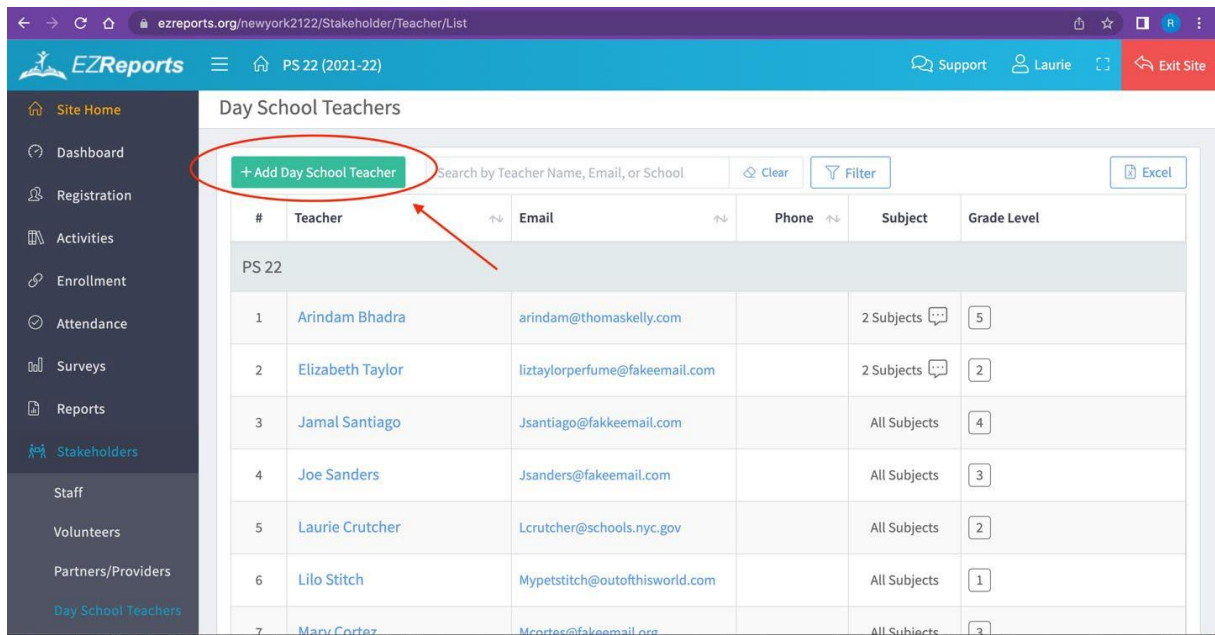 ezreports.org/newyork2122/Stakeholder/Teacher/List
R
EZReports
PS 22 (2021-22)
Support
Laurie
Exit Site
Site Home
Dashboard
Registration
Activities
Enrollment
Attendance
Surveys
Reports
Stakeholders
Staff
Volunteers
Partners/Providers
Day School Teachers
Day School Teachers
+ Add Day School Teacher
Search by Teacher Name, Email, or School
Clear
Filter
Excel
# Teacher Email Phone Subject Grade Level
PS 22
1 Arindam Bhadra arindam@thomaskelly.com 2 Subjects 5
2 Elizabeth Taylor liztaylorperfume@fakeemail.com 2 Subjects 2
3 Jamal Santiago Jsantiago@fakkeemail.com All Subjects 4
4 Joe Sanders Jsanders@fakeemail.com All Subjects 3
5 Laurie Crutcher Lcrutcher@schools.nyc.gov All Subjects 2
6 Lilo Stitch Mypetstitch@outofthisworld.com All Subjects 1
7 Mary Cortez Mcortes@fakeemail.org All Subjects 3